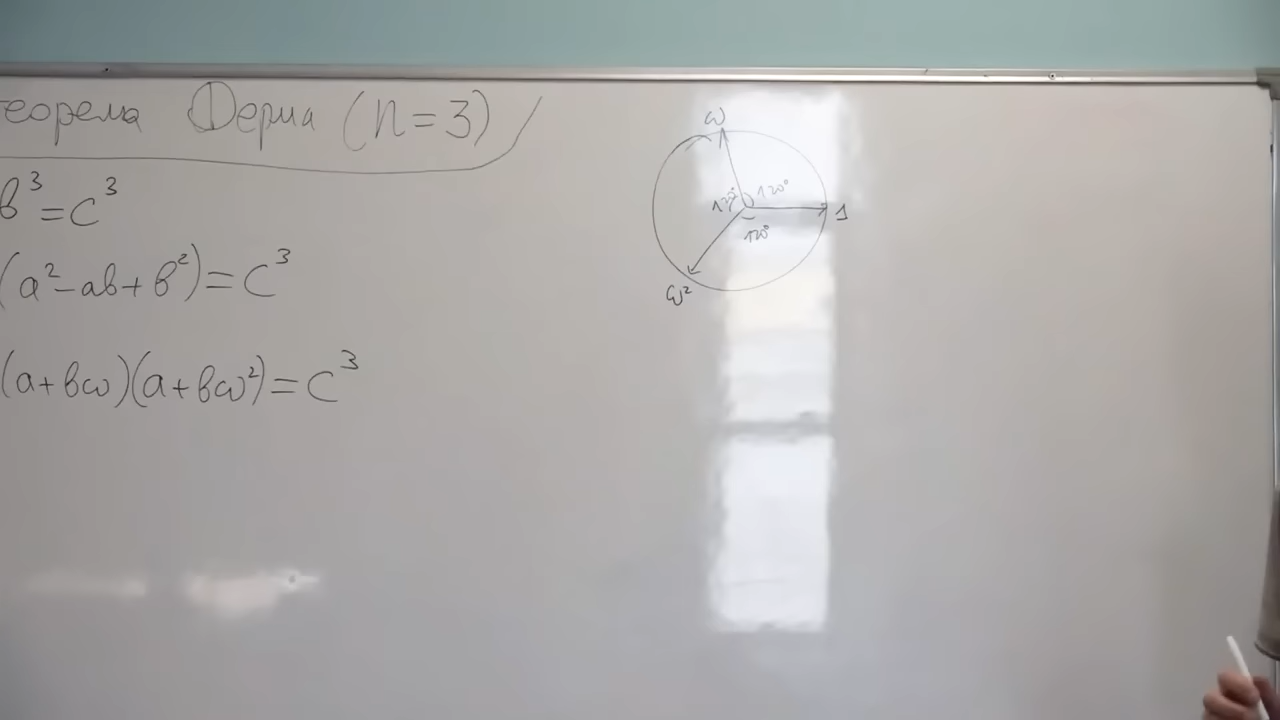 еорема Ферма (n=3)
b³=c³
(a²-ab+b²)=c³
(a+bω)(a+bω²)=c³
ω
120° 120°
1
120°
ω²